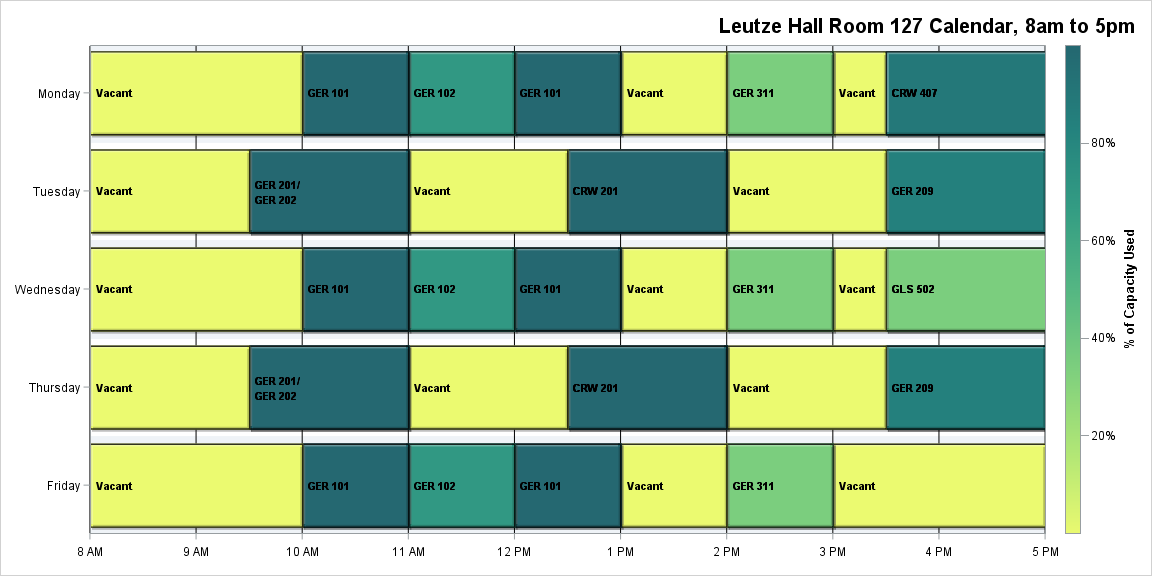 Leutze Hall Room 127 Calendar, 8am to 5pm
Monday
Vacant
GER 101
GER 102
GER 101
Vacant
GER 311
Vacant
CRW 407
Tuesday
Vacant
GER 201/
GER 202
Vacant
CRW 201
Vacant
GER 209
Wednesday
Vacant
GER 101
GER 102
GER 101
Vacant
GER 311
Vacant
GLS 502
Thursday
Vacant
GER 201/
GER 202
Vacant
CRW 201
Vacant
GER 209
Friday
Vacant
GER 101
GER 102
GER 101
Vacant
GER 311
Vacant
8 AM
9 AM
10 AM
11 AM
12 PM
1 PM
2 PM
3 PM
4 PM
5 PM
80%
60%
40%
20%
% of Capacity Used